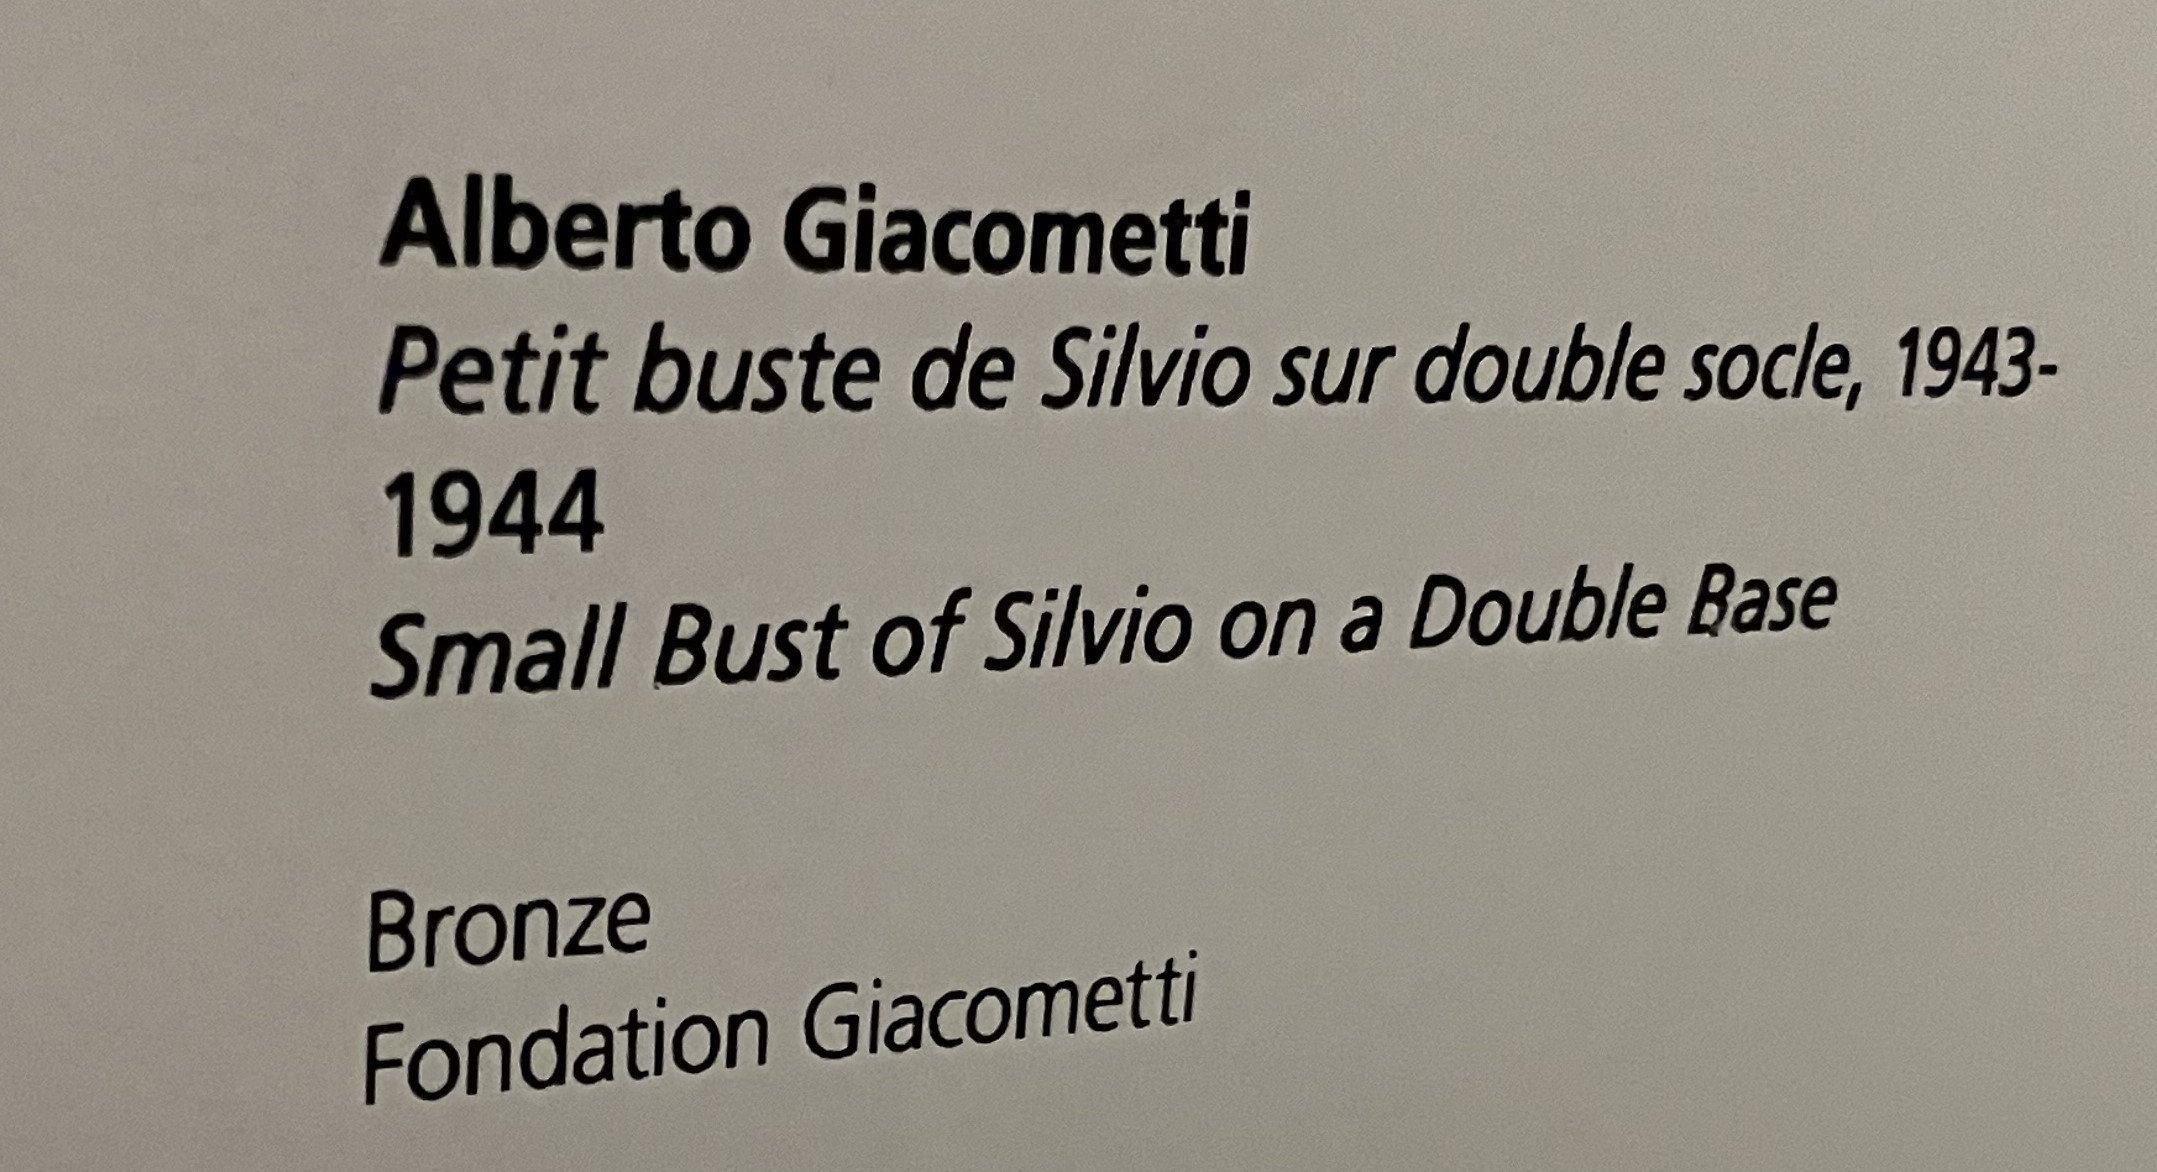 Alberto Giacometti
Petit buste de Silvio sur double socle, 1943-
1944
Small Bust of Silvio on a Double Base
Bronze
Fondation Giacometti